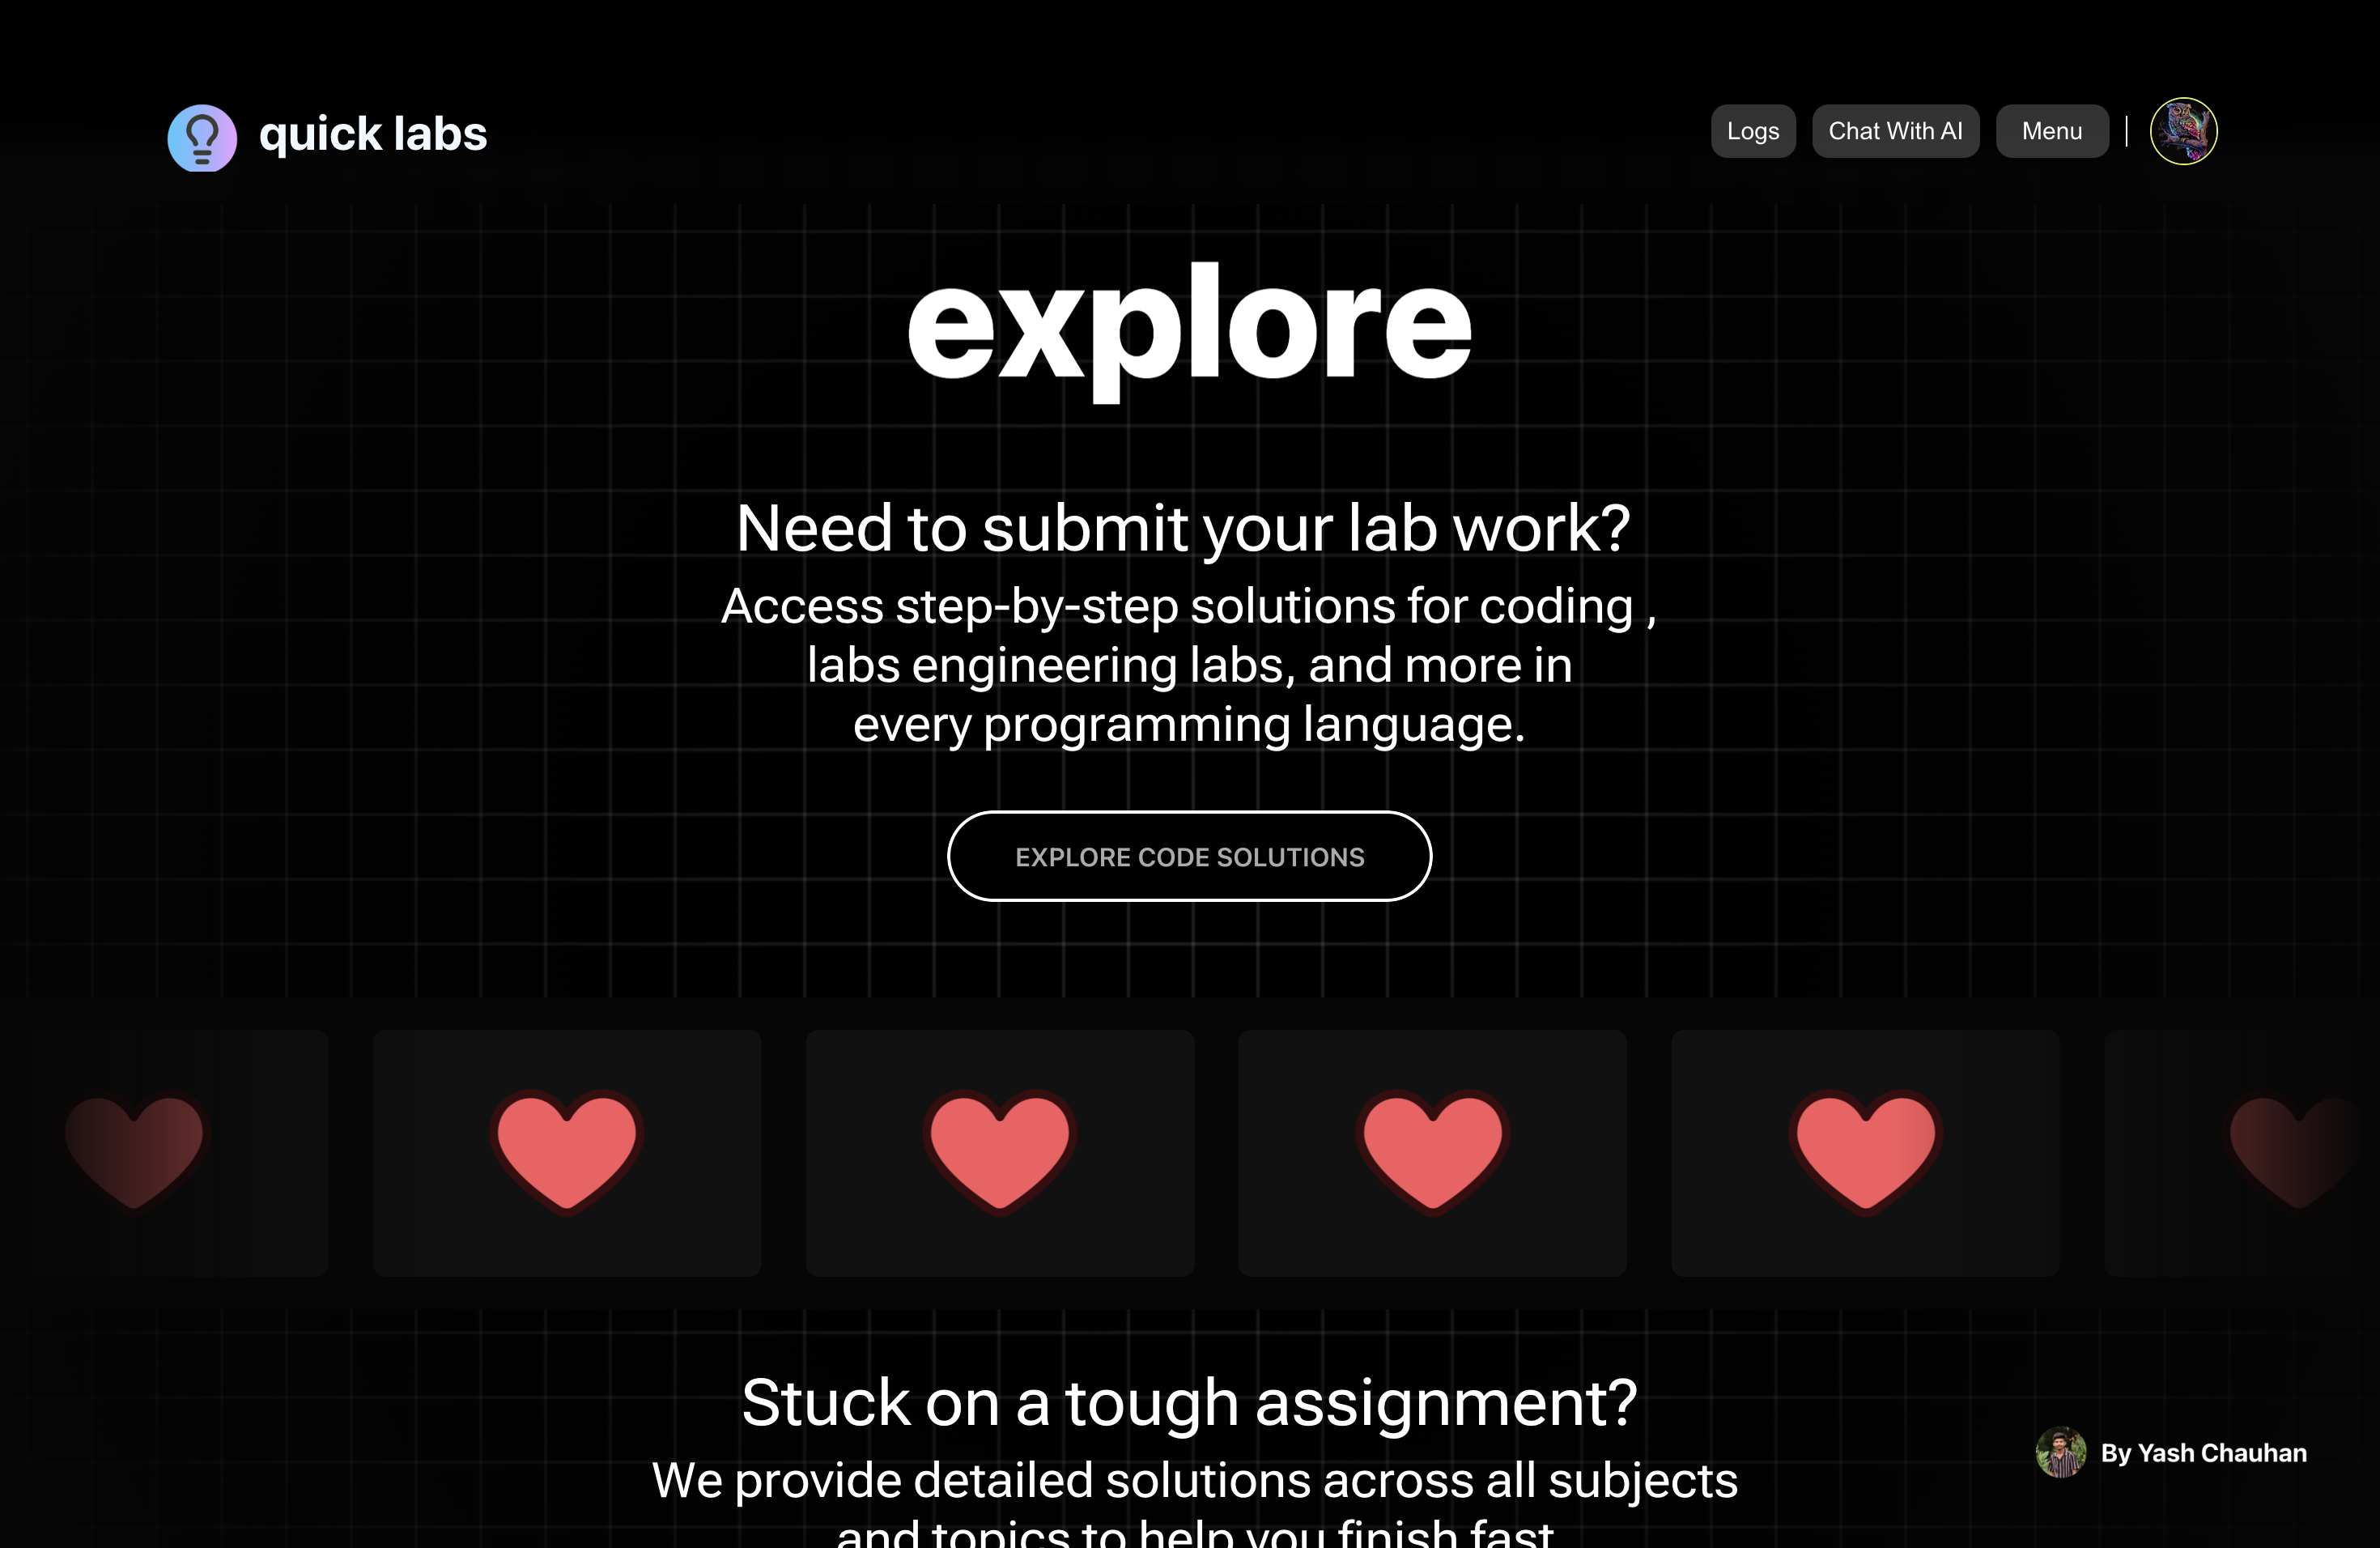 quick labs
Logs
Chat With AI
Menu
explore
Need to submit your lab work?
Access step-by-step solutions for coding ,
labs engineering labs, and more in
every programming language.
EXPLORE CODE SOLUTIONS
Stuck on a tough assignment?
We provide detailed solutions across all subjects
and topics to help you finish fast
By Yash Chauhan